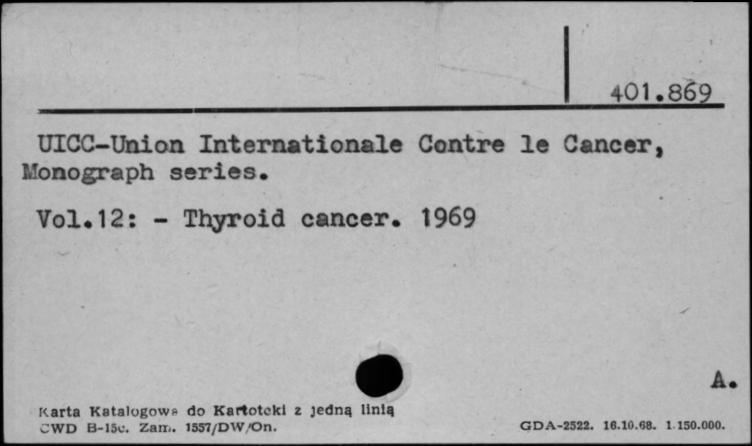 401.869
UICC-Union Internationale Contre le Cancer,
Monograph series.
Vol.12: - Thyroid cancer. 1969
A.
Karta Katalogowa do Kartoteki z jedną linią
CWD B-15c. Zam. 1557/DW/On.
GDA-2522. 16.10.68. 1.150.000.